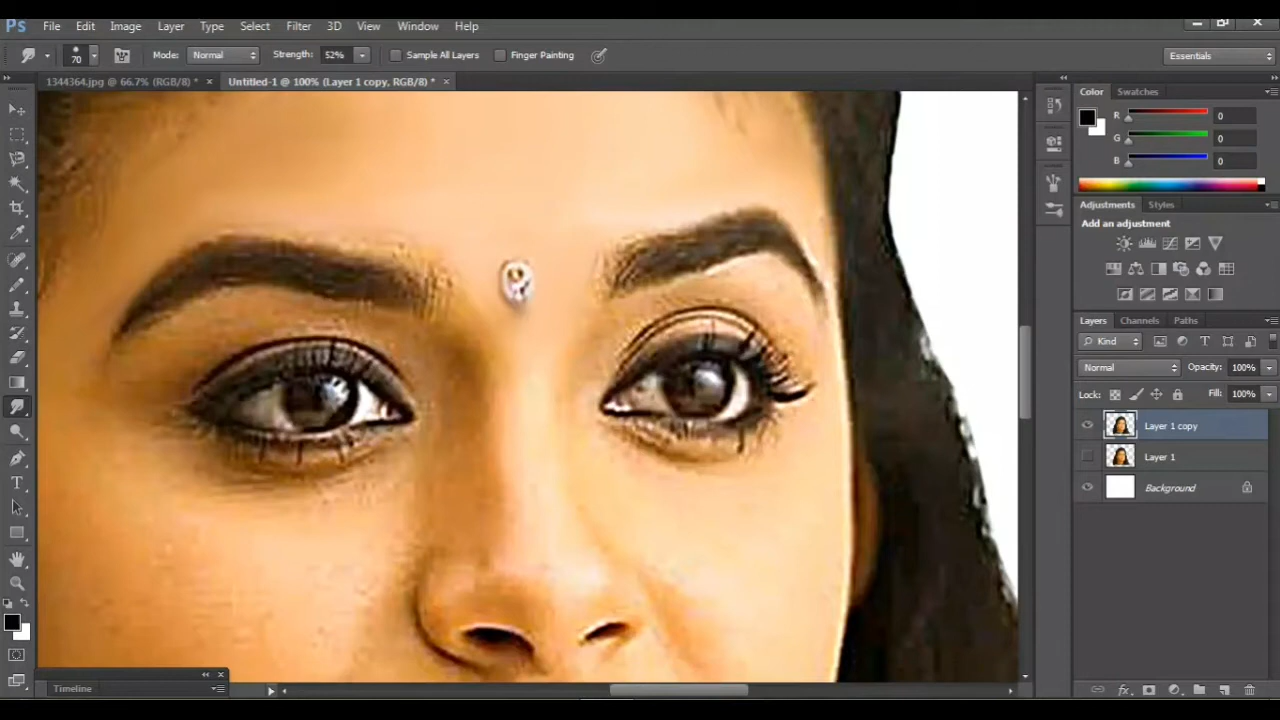 Ps File Edit Image Layer Type Select Filter 3D View Window Help
70 Mode: Normal Strength: 52% Sample All Layers Finger Painting Essentials
1344364.jpg @ 66.7% (RGB/8) * × Untitled-1 @ 100% (Layer 1 copy, RGB/8) * ×
Color Swatches
R 0
G 0
B 0
Adjustments Styles
Add an adjustment
Layers Channels Paths
Kind
Normal Opacity: 100%
Lock: Fill: 100%
Layer 1 copy
Layer 1
Background
Timeline